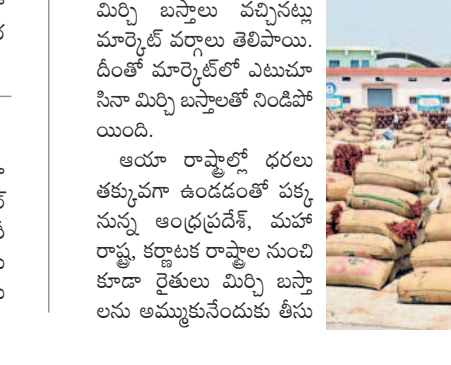 మిర్చి బస్తాలు వచ్చినట్లు
మార్కెట్ వర్గాలు తెలిపాయి.
దీంతో మార్కెట్‌లో ఎటుచూ
సినా మిర్చి బస్తాలతో నిండిపో
యింది.
ఆయా రాష్ట్రాల్లో ధరలు
తక్కువగా ఉండడంతో పక్క
నున్న ఆంధ్రప్రదేశ్, మహా
రాష్ట్ర, కర్ణాటక రాష్ట్రాల నుంచి
కూడా రైతులు మిర్చి బస్తా
లను అమ్ముకునేందుకు తీసు